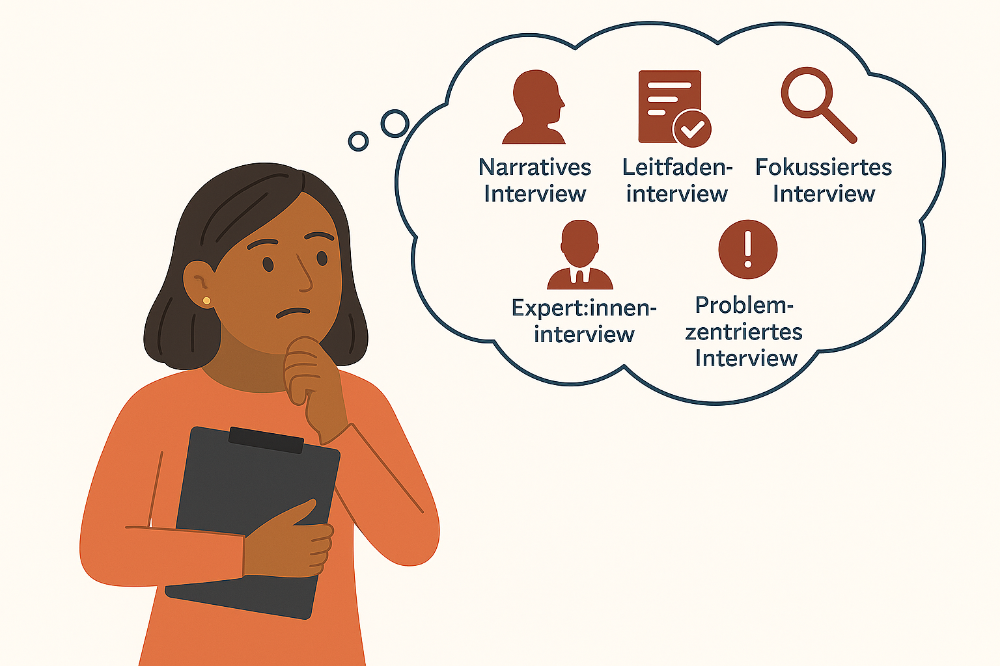 Narratives
Interview
Leitfaden-
interview
Fokussiertes
Interview
Expert:innen-
interview
Problem-
zentriertes
Interview